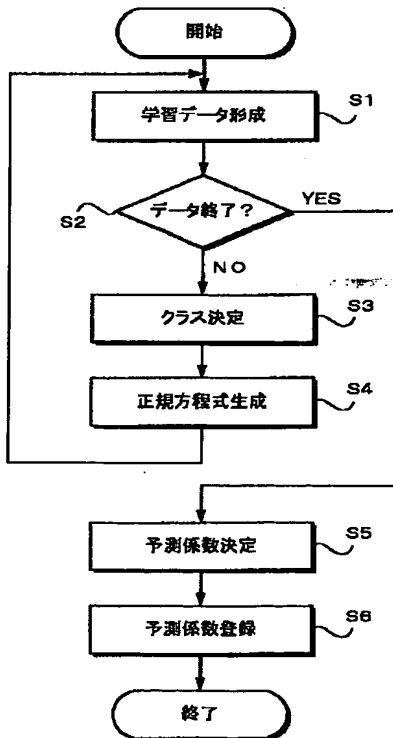 開始
学習データ形成
S1
データ終了?
YES
S2
NO
クラス決定
S3
正規方程式生成
S4
予測係数決定
S5
予測係数登録
S6
終了